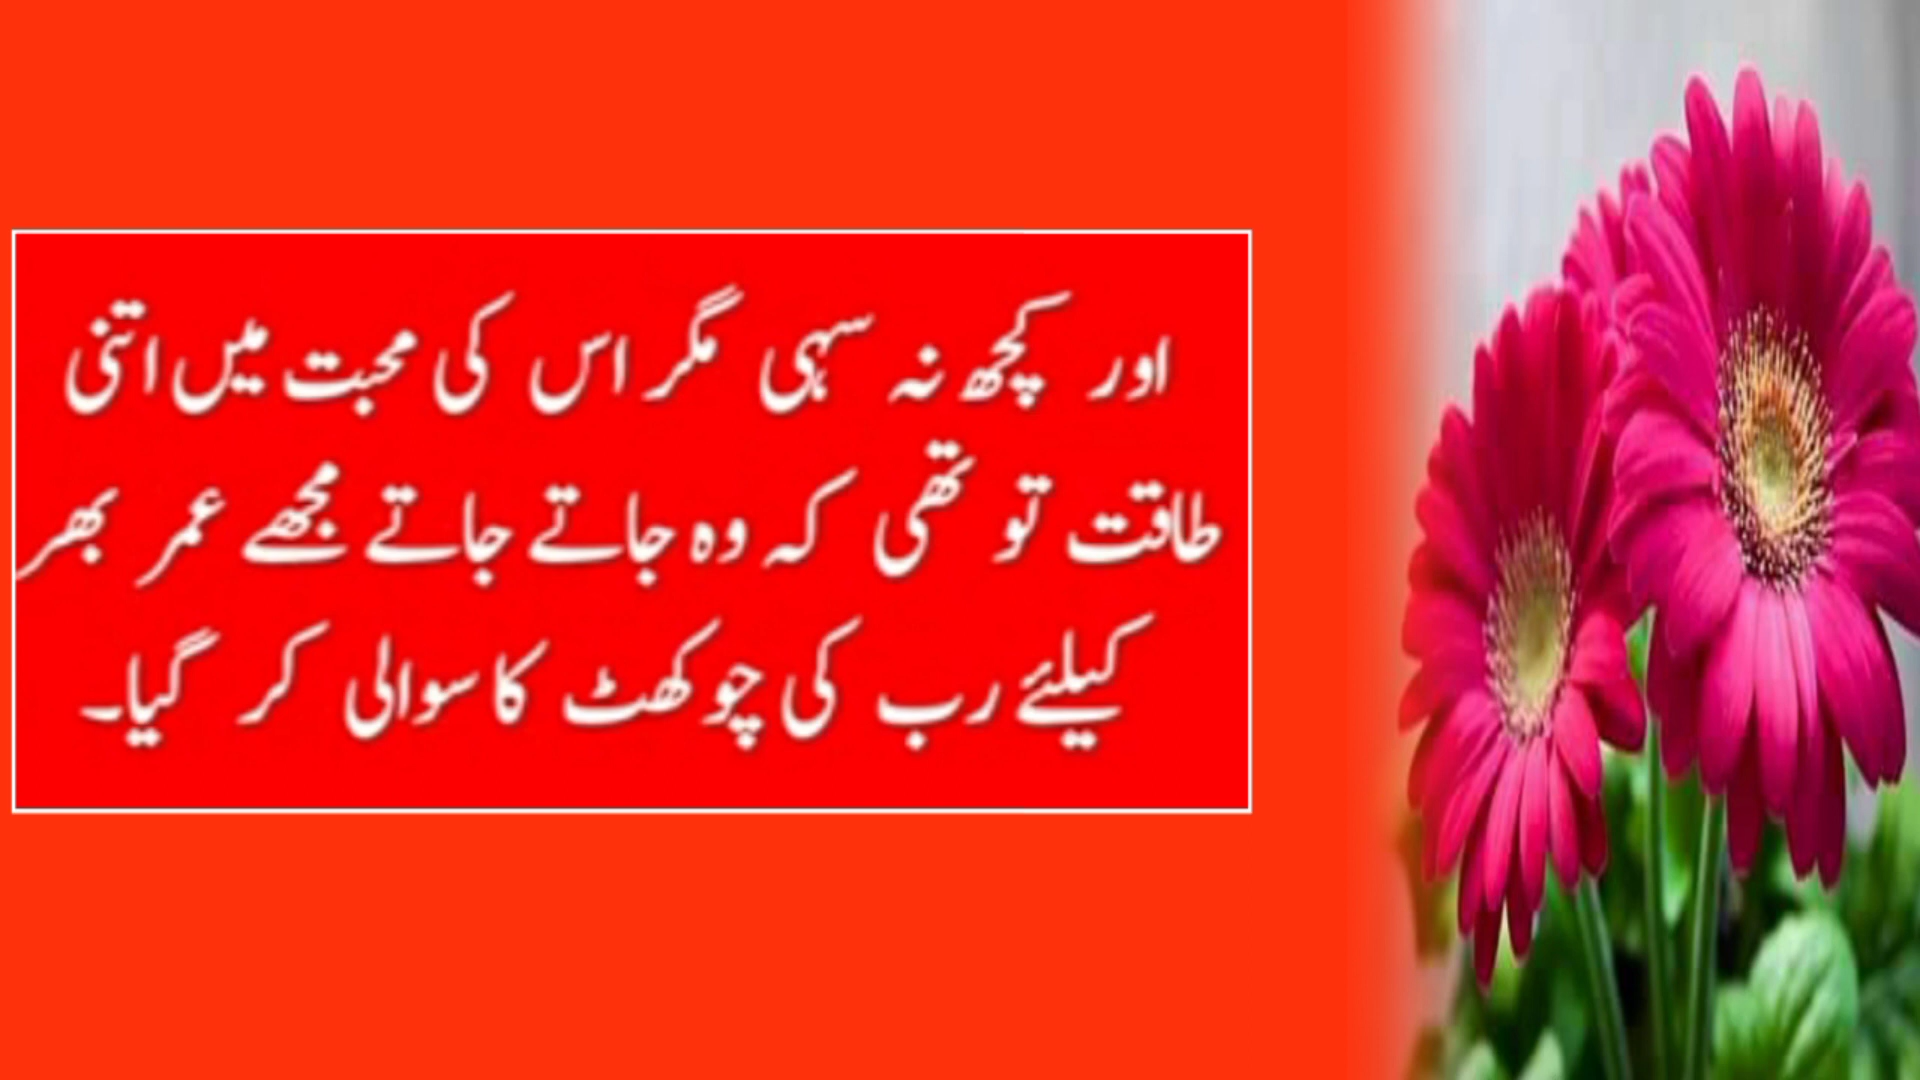 اور کچھ نہ سہی مگر اس کی محبت میں اتنی
طاقت تو تھی کہ وہ جاتے جاتے مجھے عمر بھر
کیلئے رب کی چوکھٹ کا سوالی کر گیا۔